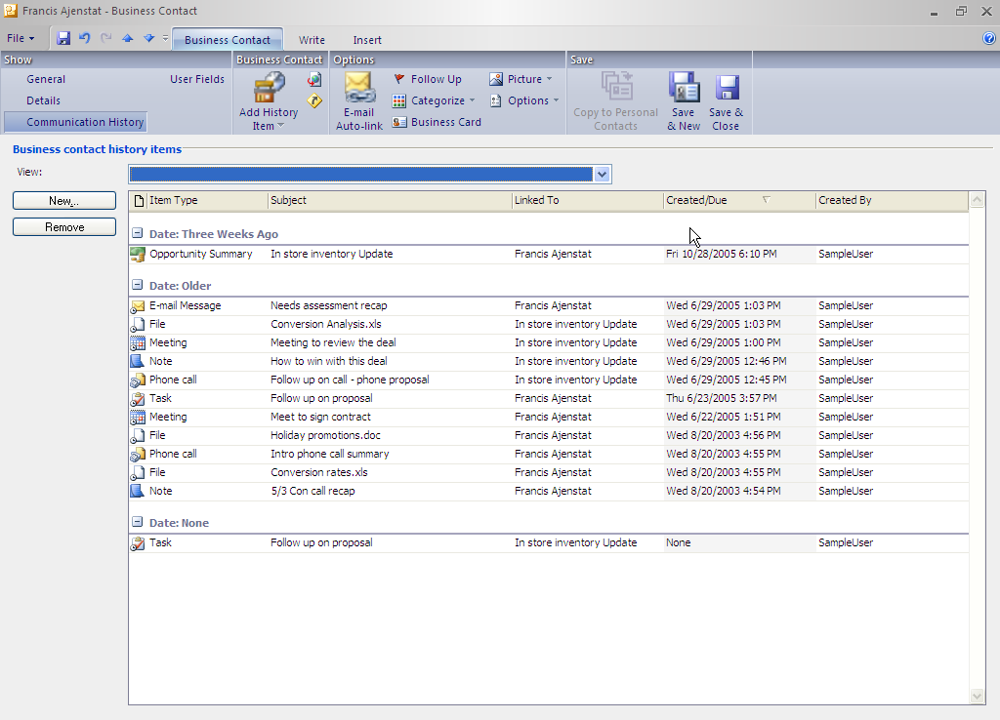 Francis Ajenstat - Business Contact
File Business Contact Write Insert
Show Business Contact Options Save
General User Fields
Details
Communication History
Add History Item
E-mail Auto-link
Follow Up
Categorize
Business Card
Picture
Options
Copy to Personal Contacts
Save & New
Save & Close
Business contact history items
View:
New...
Remove
Item Type Subject Linked To Created/Due Created By
Date: Three Weeks Ago
Opportunity Summary In store inventory Update Francis Ajenstat Fri 10/28/2005 6:10 PM SampleUser
Date: Older
E-mail Message Needs assessment recap Francis Ajenstat Wed 6/29/2005 1:03 PM SampleUser
File Conversion Analysis.xls In store inventory Update Wed 6/29/2005 1:03 PM SampleUser
Meeting Meeting to review the deal In store inventory Update Wed 6/29/2005 1:00 PM SampleUser
Note How to win with this deal In store inventory Update Wed 6/29/2005 12:46 PM SampleUser
Phone call Follow up on call - phone proposal In store inventory Update Wed 6/29/2005 12:45 PM SampleUser
Task Follow up on proposal Francis Ajenstat Thu 6/23/2005 3:57 PM SampleUser
Meeting Meet to sign contract Francis Ajenstat Wed 6/22/2005 1:51 PM SampleUser
File Holiday promotions.doc Francis Ajenstat Wed 8/20/2003 4:56 PM SampleUser
Phone call Intro phone call summary Francis Ajenstat Wed 8/20/2003 4:55 PM SampleUser
File Conversion rates.xls Francis Ajenstat Wed 8/20/2003 4:55 PM SampleUser
Note 5/3 Con call recap Francis Ajenstat Wed 8/20/2003 4:54 PM SampleUser
Date: None
Task Follow up on proposal In store inventory Update None SampleUser